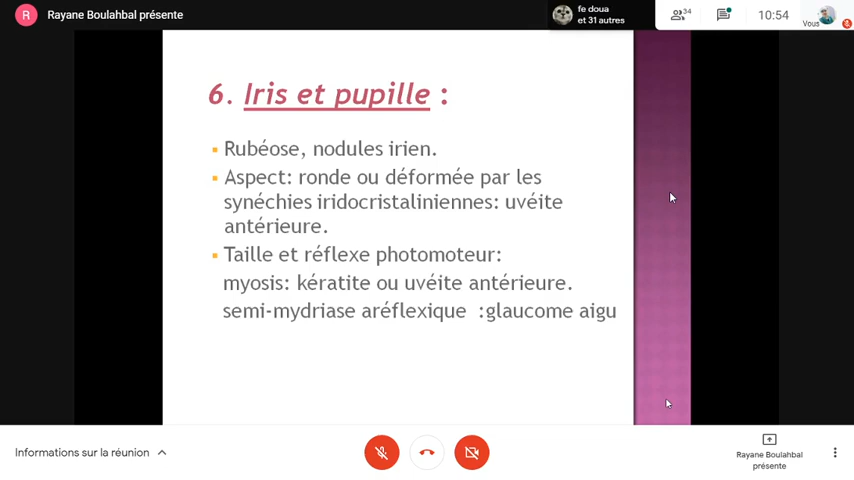 R Rayane Boulahbal présente
fe doua
et 31 autres
34
10:54
Vous
6. Iris et pupille :
Rubéose, nodules irien.
Aspect: ronde ou déformée par les
synéchies iridocristaliniennes: uvéite
antérieure.
Taille et réflexe photomoteur:
myosis: kératite ou uvéite antérieure.
semi-mydriase aréflexique :glaucome aigu
Informations sur la réunion
Rayane Boulahbal
présente